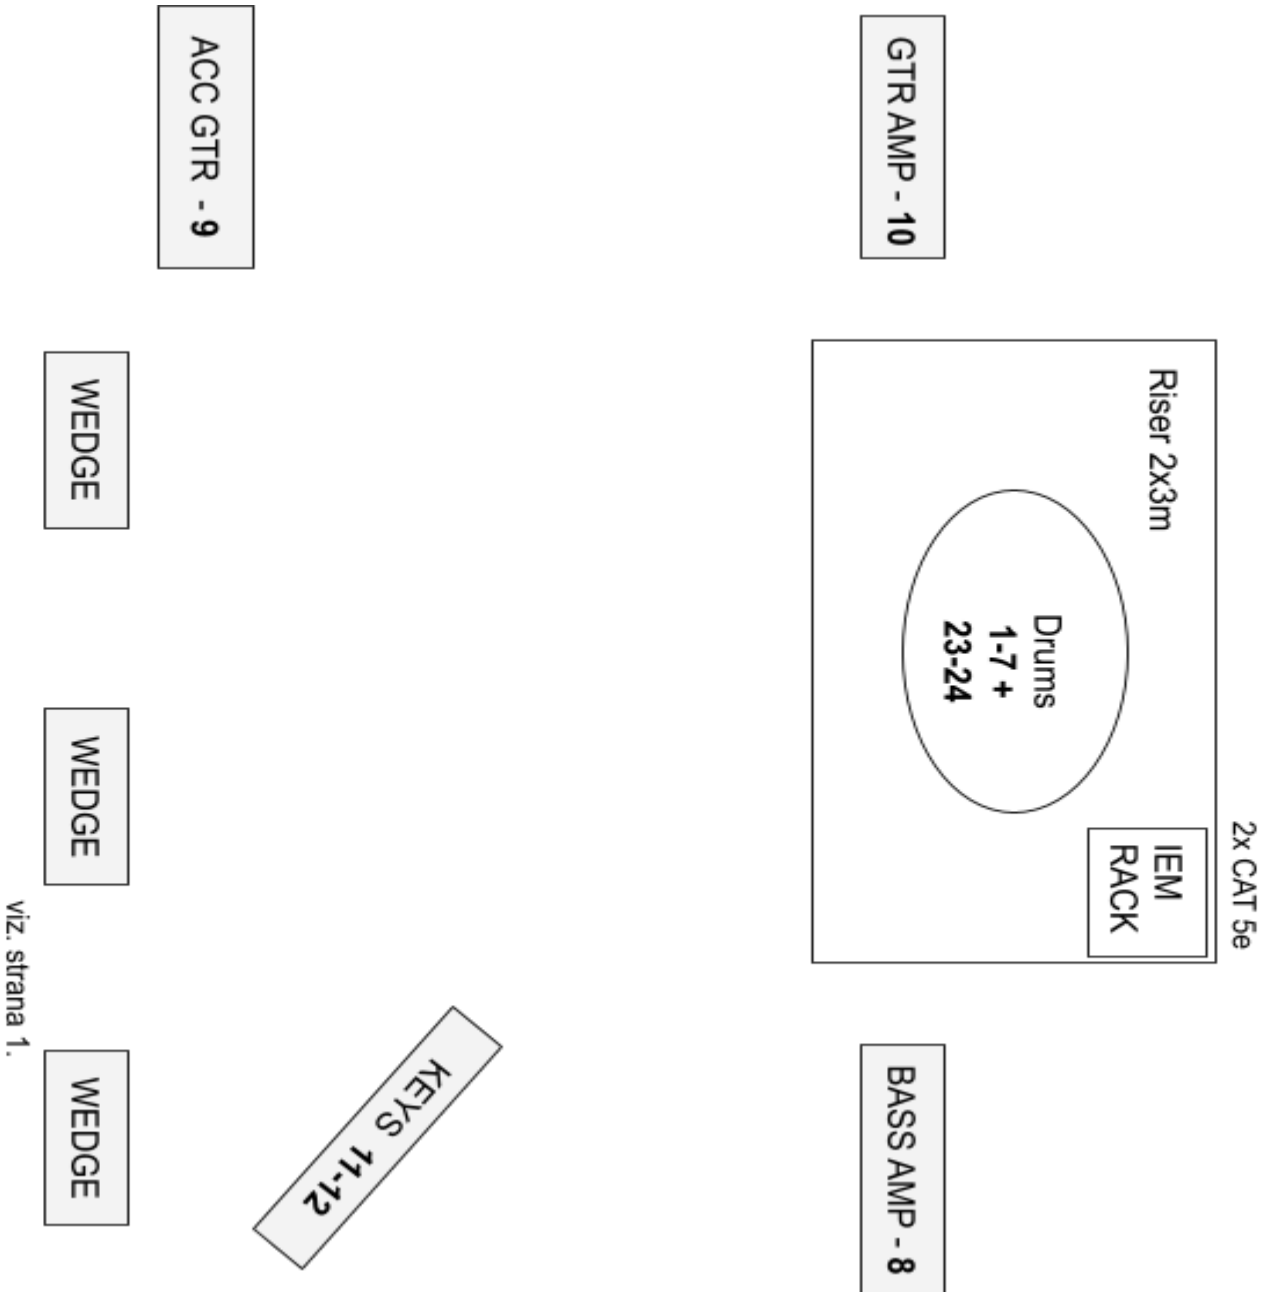 2x CAT 5e
Riser 2x3m
IEM
RACK
Drums
1-7 +
23-24
GTR AMP - 10
BASS AMP - 8
KEYS 11-12
ACC GTR - 9
WEDGE
WEDGE
WEDGE
viz. strana 1.